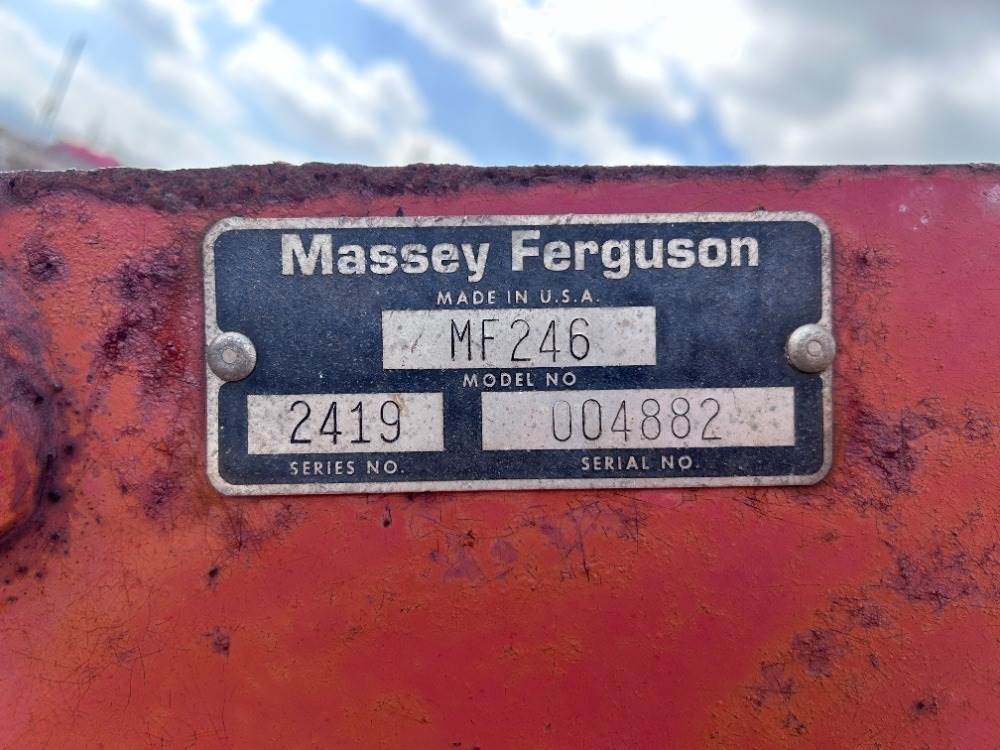 Massey Ferguson
MADE IN U.S.A.
MF246
MODEL NO
2419 004882
SERIES NO. SERIAL NO.